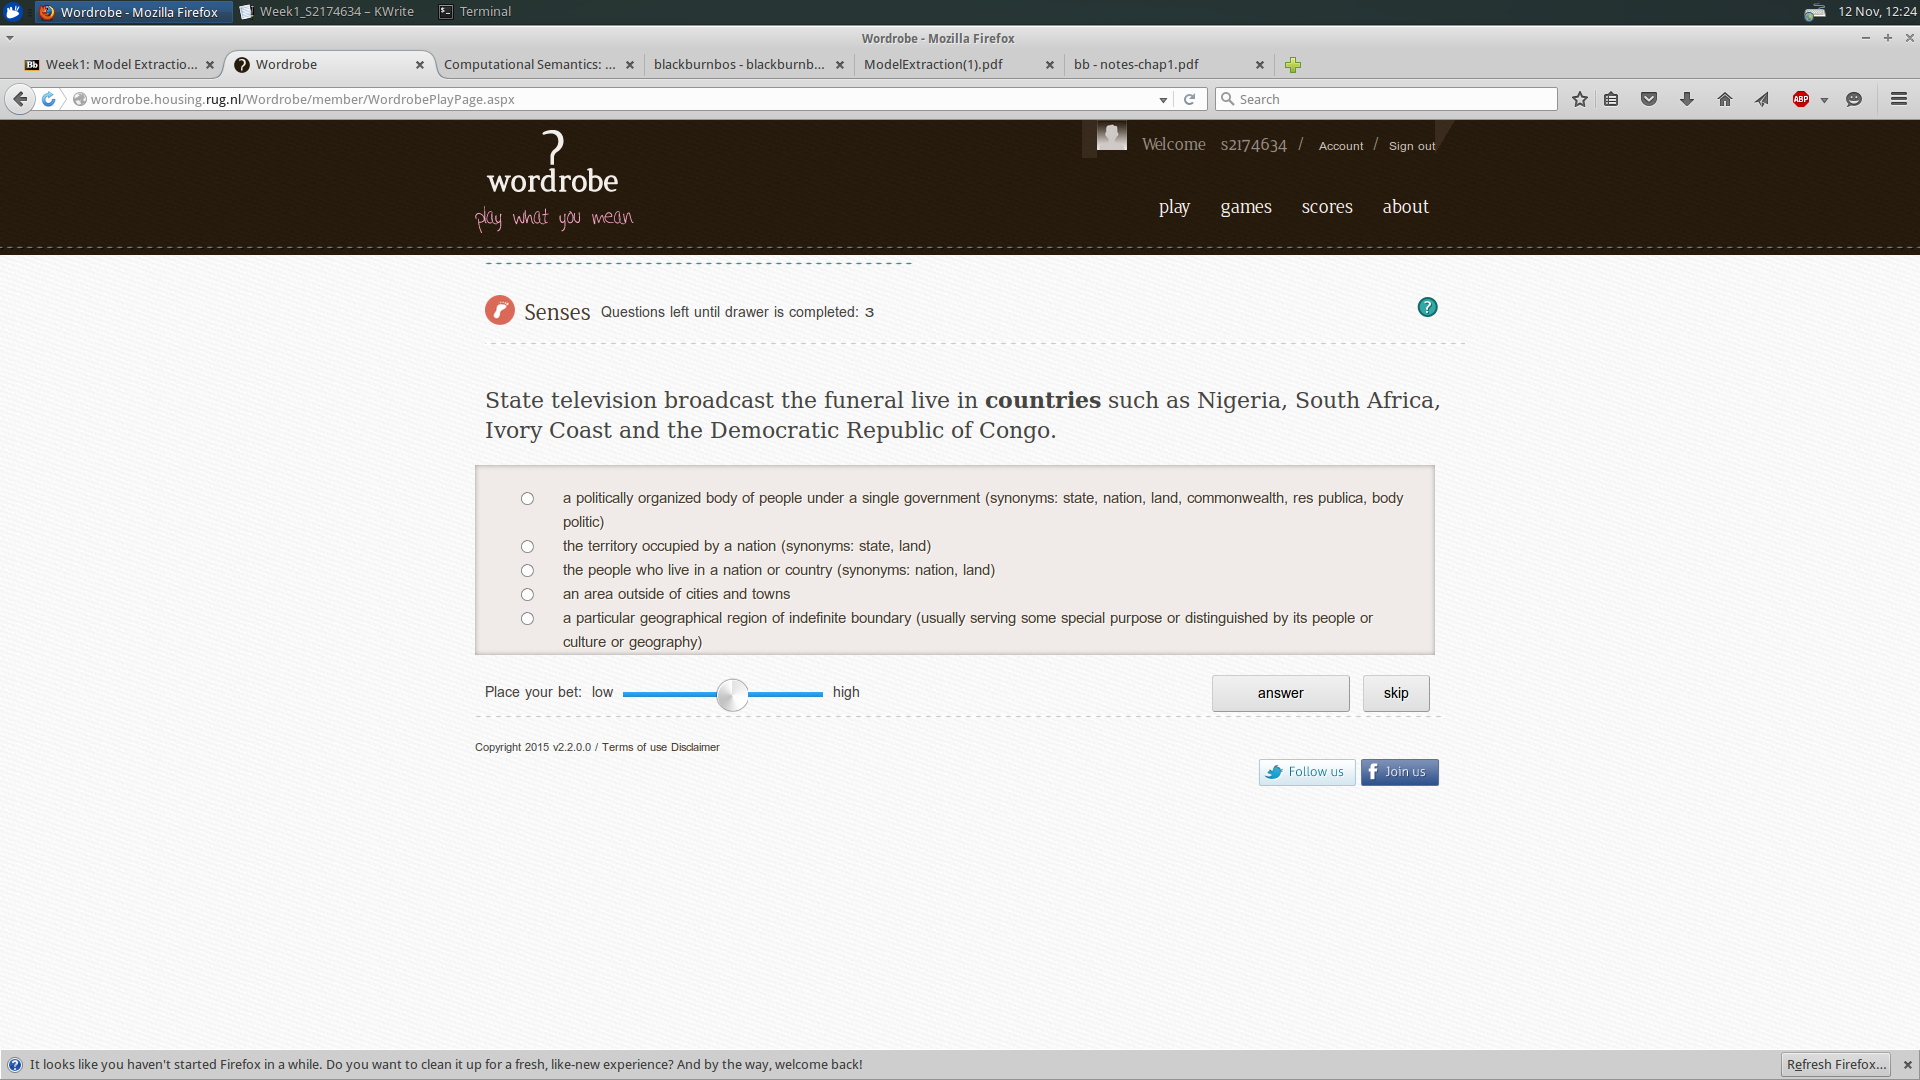 Wordrobe - Mozilla Firefox
Week1_S2174634 – KWrite
Terminal
12 Nov, 12:24
Wordrobe - Mozilla Firefox
Week1: Model Extractio...
Wordrobe
Computational Semantics: ...
blackburnbos - blackburnb...
ModelExtraction(1).pdf
bb - notes-chap1.pdf
wordrobe.housing.rug.nl/Wordrobe/member/WordrobePlayPage.aspx
Search
ABP
wordrobe
play what you mean
Welcome s2174634 / Account / Sign out
play games scores about
Senses Questions left until drawer is completed: 3
?
State television broadcast the funeral live in countries such as Nigeria, South Africa,
Ivory Coast and the Democratic Republic of Congo.
a politically organized body of people under a single government (synonyms: state, nation, land, commonwealth, res publica, body
politic)
the territory occupied by a nation (synonyms: state, land)
the people who live in a nation or country (synonyms: nation, land)
an area outside of cities and towns
a particular geographical region of indefinite boundary (usually serving some special purpose or distinguished by its people or
culture or geography)
Place your bet: low high
answer skip
Copyright 2015 v2.2.0.0 / Terms of use Disclaimer
Follow us
Join us
It looks like you haven't started Firefox in a while. Do you want to clean it up for a fresh, like-new experience? And by the way, welcome back!
Refresh Firefox...